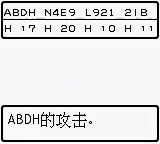 ABDH N4E9 L921 21B
H 17 H 20 H 10 H 11
ABDH的攻击。